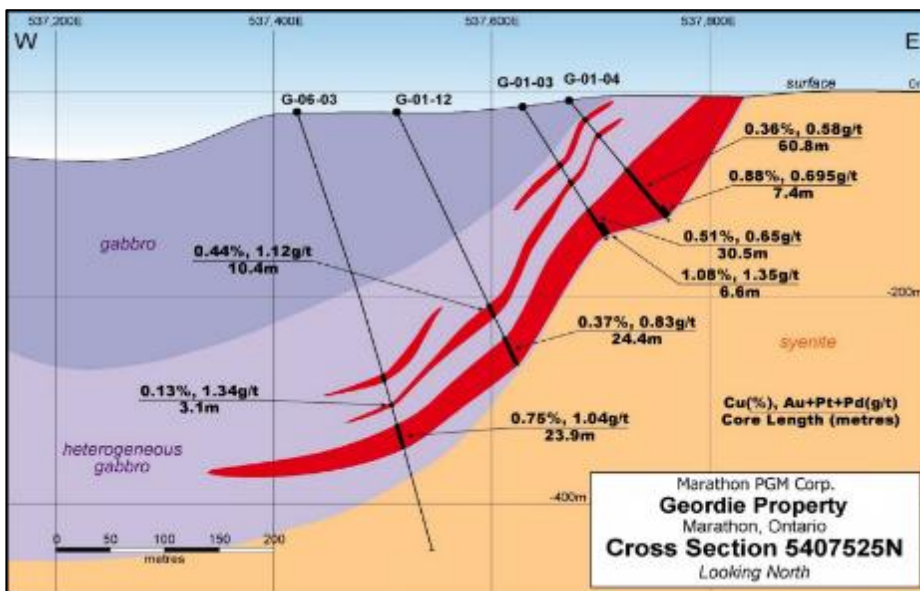 537,200E 537,400E 537,600E 537,800E
W E
G-01-03 G-01-04
surface
G-06-03 G-01-12
0.36%, 0.58g/t
60.8m
0.88%, 0.695g/t
7.4m
gabbro
0.51%, 0.65g/t
30.5m
0.44%, 1.12g/t
10.4m
1.08%, 1.35g/t
6.6m
-200m
0.37%, 0.83g/t
24.4m
syenite
0.13%, 1.34g/t
3.1m
Cu(%), Au+Pt+Pd(g/t)
Core Length (metres)
0.75%, 1.04g/t
23.9m
heterogeneous
gabbro
-400m
Marathon PGM Corp.
Geordie Property
Marathon, Ontario
Cross Section 5407525N
Looking North
0 50 100 150 200
metres